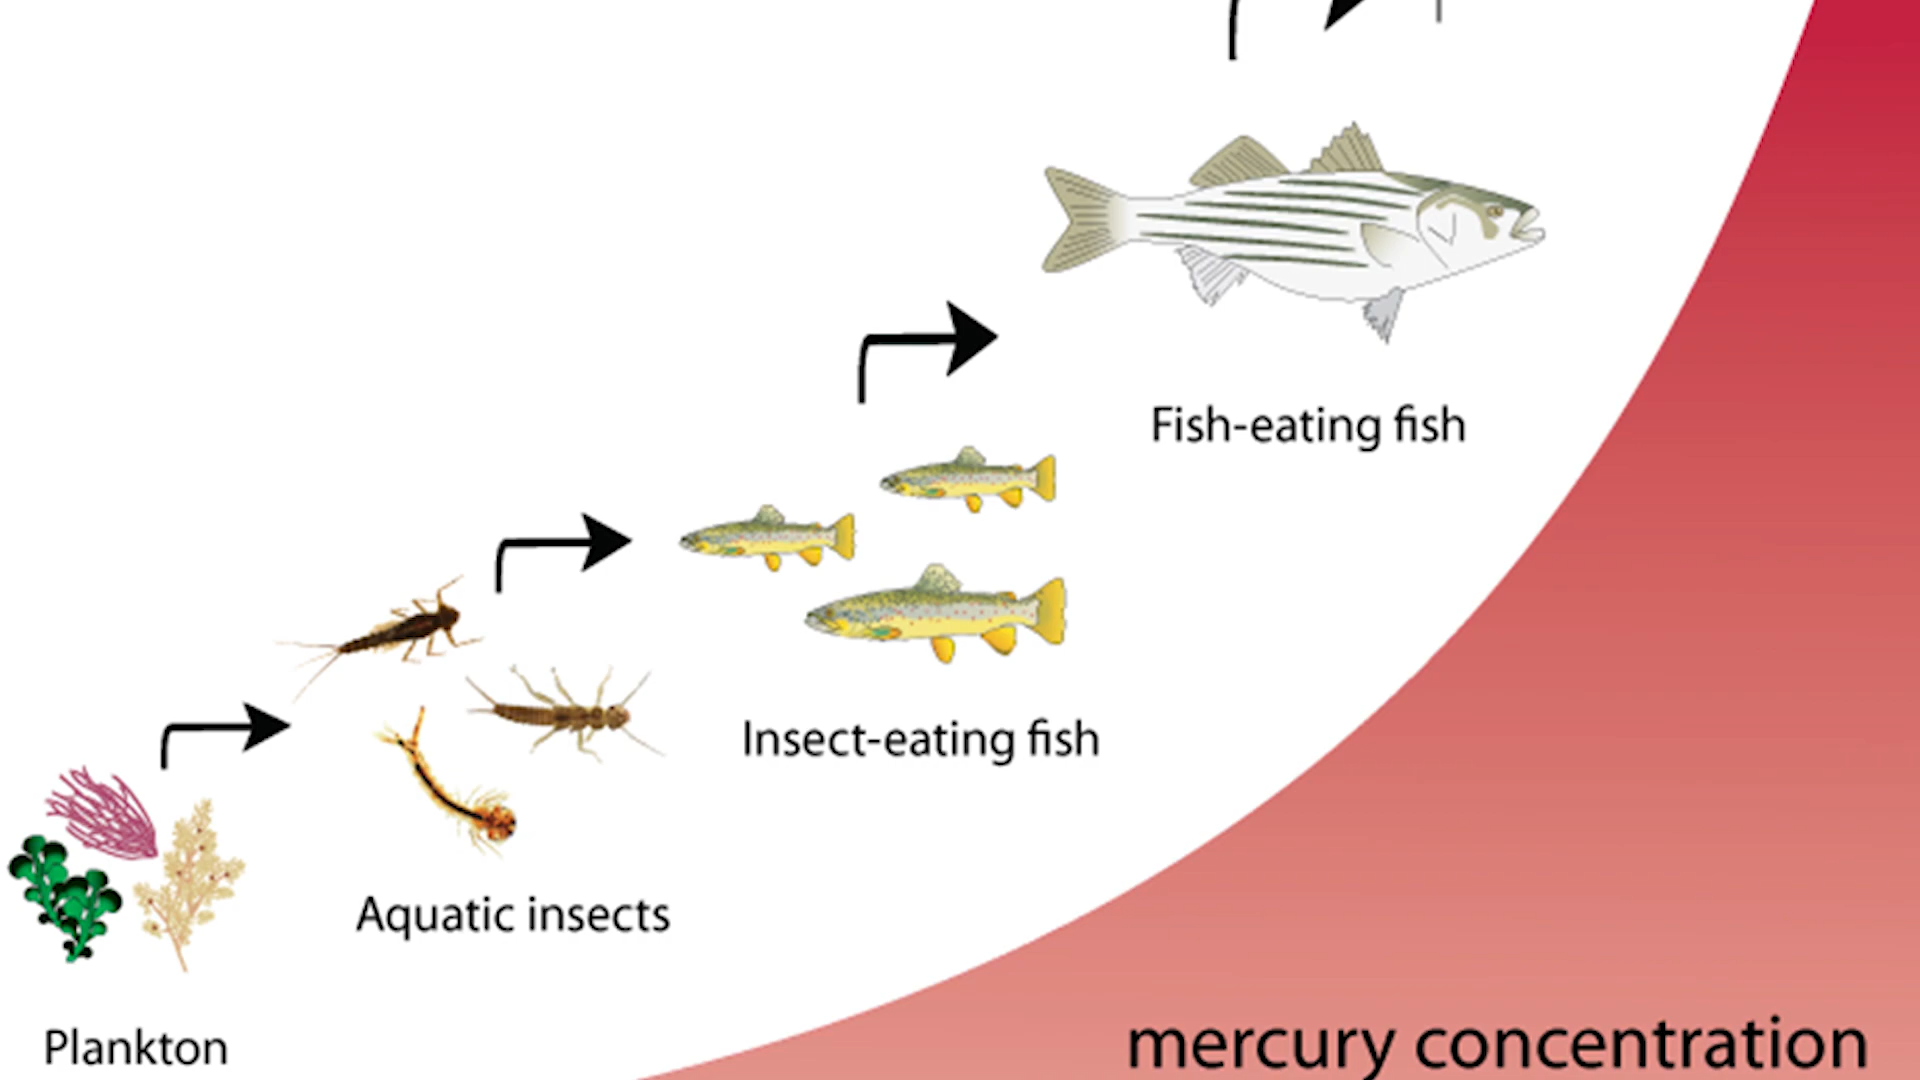 Fish-eating fish
Insect-eating fish
Aquatic insects
Plankton
mercury concentration